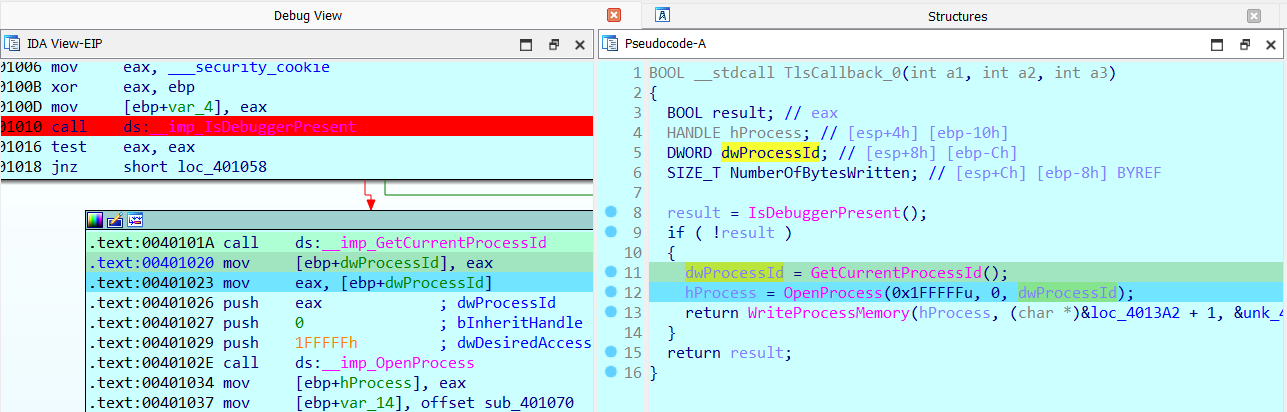 Debug View
Structures
IDA View-EIP
01006 mov     eax, ___security_cookie
0100B xor     eax, ebp
0100D mov     [ebp+var_4], eax
01010 call    ds:__imp_IsDebuggerPresent
01016 test    eax, eax
01018 jnz     short loc_401058
.text:0040101A call    ds:__imp_GetCurrentProcessId
.text:00401020 mov     [ebp+dwProcessId], eax
.text:00401023 mov     eax, [ebp+dwProcessId]
.text:00401026 push    eax             ; dwProcessId
.text:00401027 push    0               ; bInheritHandle
.text:00401029 push    1FFFFFh         ; dwDesiredAccess
.text:0040102E call    ds:__imp_OpenProcess
.text:00401034 mov     [ebp+hProcess], eax
.text:00401037 mov     [ebp+var_14], offset sub_401070
Pseudocode-A
1 BOOL __stdcall TlsCallback_0(int a1, int a2, int a3)
2 {
3   BOOL result; // eax
4   HANDLE hProcess; // [esp+4h] [ebp-10h]
5   DWORD dwProcessId; // [esp+8h] [ebp-Ch]
6   SIZE_T NumberOfBytesWritten; // [esp+Ch] [ebp-8h] BYREF
7
8   result = IsDebuggerPresent();
9   if ( !result )
10   {
11     dwProcessId = GetCurrentProcessId();
12     hProcess = OpenProcess(0x1FFFFFu, 0, dwProcessId);
13     return WriteProcessMemory(hProcess, (char *)&loc_4013A2 + 1, &unk_4
14   }
15   return result;
16 }